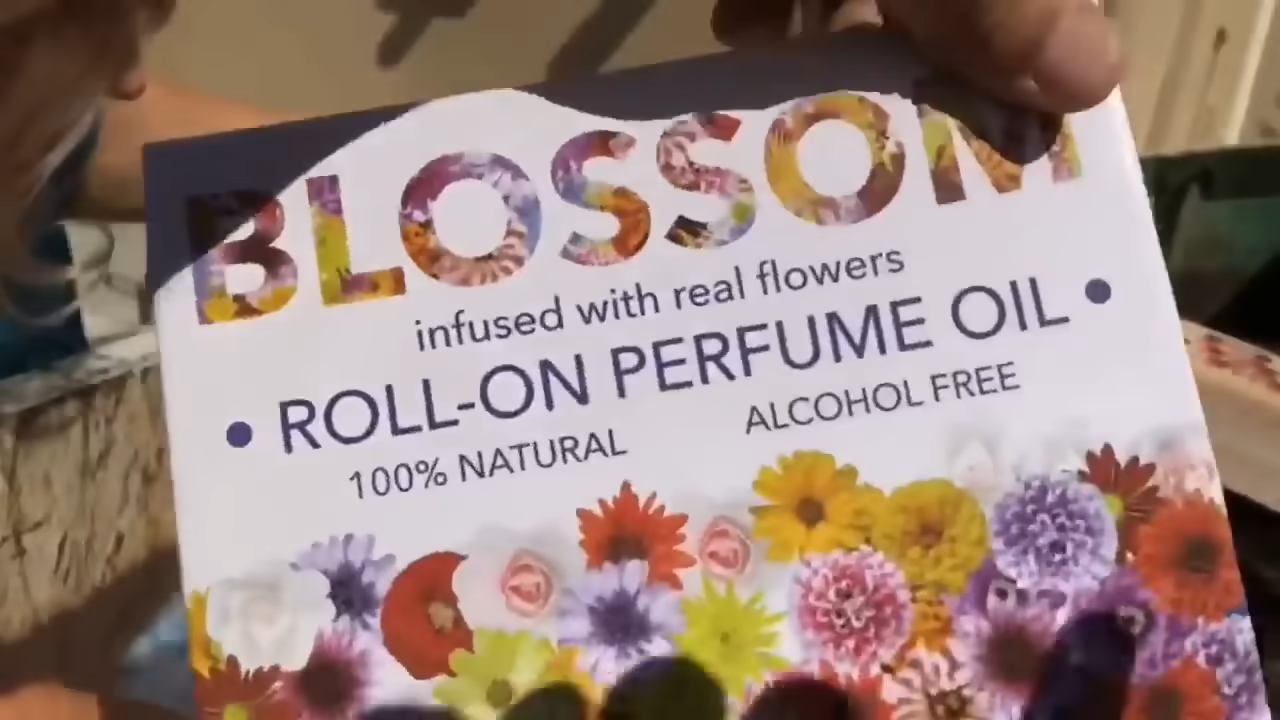 BLOSSOM
infused with real flowers
• ROLL-ON PERFUME OIL •
100% NATURAL ALCOHOL FREE